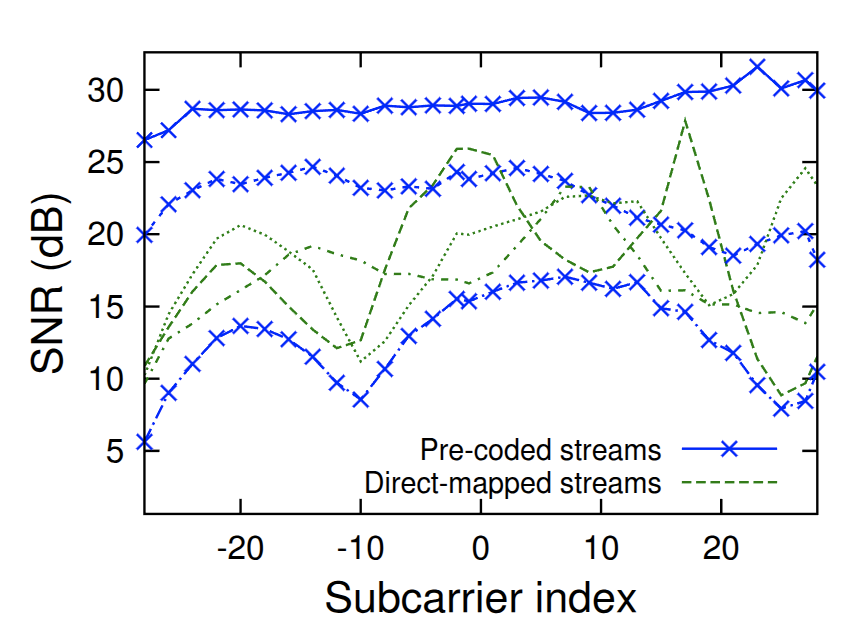 30
25
20
15
10
5
SNR (dB)
Pre-coded streams
Direct-mapped streams
-20 -10 0 10 20
Subcarrier index